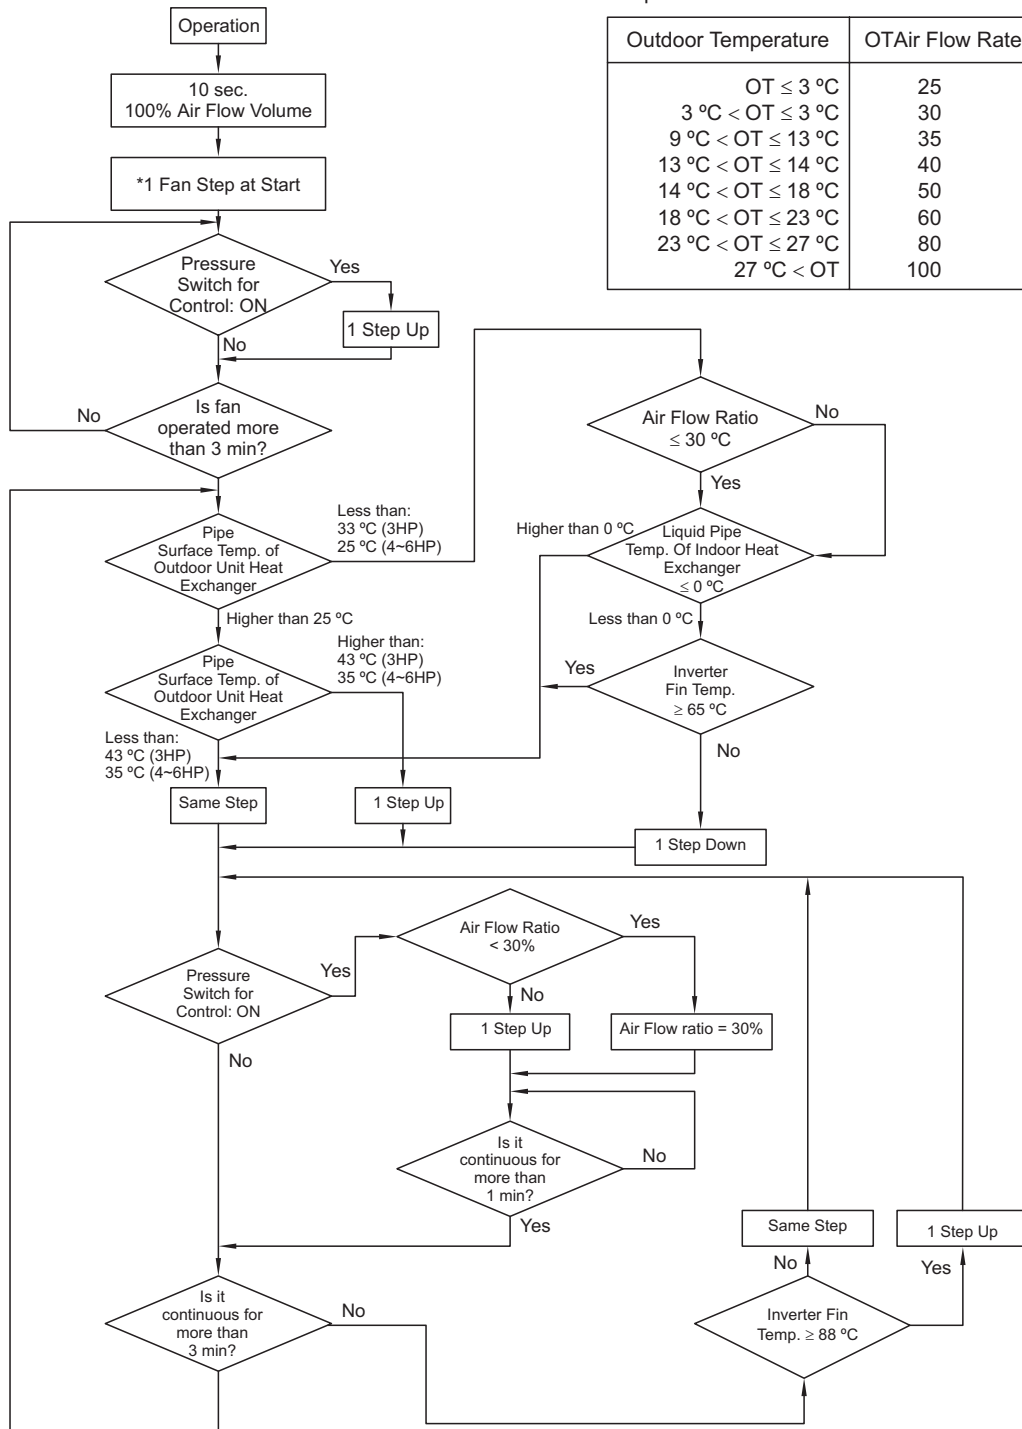 Operation
10 sec.
100% Air Flow Volume
*1 Fan Step at Start
Pressure
Switch for
Control: ON
Yes
1 Step Up
No
Is fan
operated more
than 3 min?
No
Outdoor Temperature OTAir Flow Rate
OT ≤ 3 ºC 25
3 ºC < OT ≤ 3 ºC 30
9 ºC < OT ≤ 13 ºC 35
13 ºC < OT ≤ 14 ºC 40
14 ºC < OT ≤ 18 ºC 50
18 ºC < OT ≤ 23 ºC 60
23 ºC < OT ≤ 27 ºC 80
27 ºC < OT 100
Pipe
Surface Temp. of
Outdoor Unit Heat
Exchanger
Less than:
33 ºC (3HP)
25 ºC (4~6HP)
Higher than 25 ºC
Pipe
Surface Temp. of
Outdoor Unit Heat
Exchanger
Higher than:
43 ºC (3HP)
35 ºC (4~6HP)
Less than:
43 ºC (3HP)
35 ºC (4~6HP)
Same Step
1 Step Up
Air Flow Ratio
≤ 30 ºC
No
Yes
Higher than 0 ºC
Liquid Pipe
Temp. Of Indoor Heat
Exchanger
≤ 0 ºC
Less than 0 ºC
Yes
Inverter
Fin Temp.
≥ 65 ºC
No
1 Step Down
Pressure
Switch for
Control: ON
Yes
No
Air Flow Ratio
< 30%
Yes
No
1 Step Up
Air Flow ratio = 30%
Is it
continuous for
more than
1 min?
No
Yes
Is it
continuous for
more than
3 min?
No
Same Step
1 Step Up
No
Yes
Inverter Fin
Temp. ≥ 88 ºC